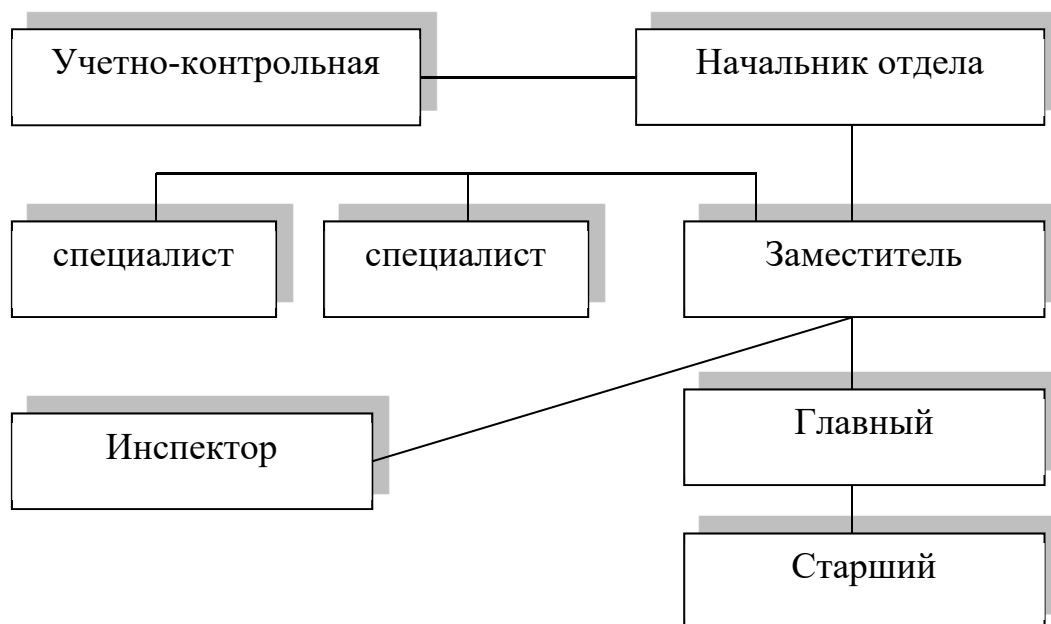 Учетно-контрольная
Начальник отдела
специалист
специалист
Заместитель
Инспектор
Главный
Старший